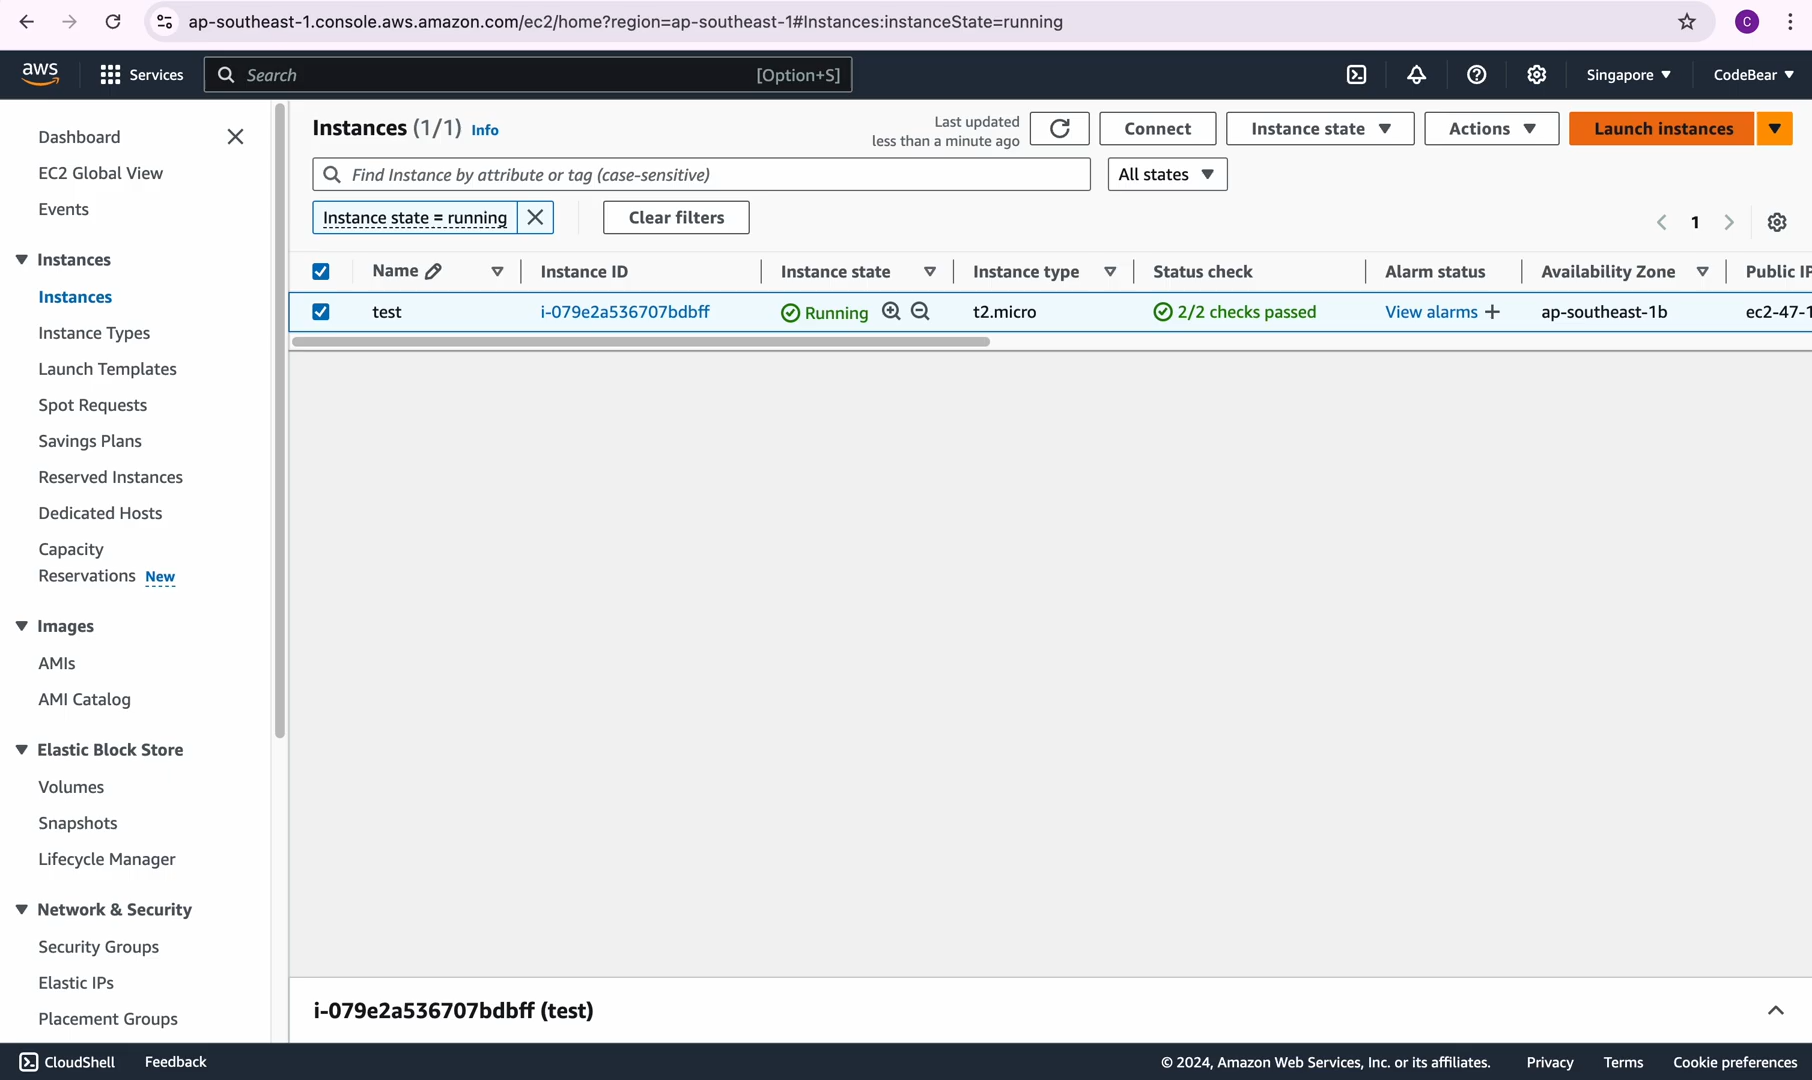 ap-southeast-1.console.aws.amazon.com/ec2/home?region=ap-southeast-1#Instances:instanceState=running
C
aws
Services
Search
[Option+S]
Singapore
CodeBear
Dashboard
EC2 Global View
Events
Instances
Instances
Instance Types
Launch Templates
Spot Requests
Savings Plans
Reserved Instances
Dedicated Hosts
Capacity
Reservations New
Images
AMIs
AMI Catalog
Elastic Block Store
Volumes
Snapshots
Lifecycle Manager
Network & Security
Security Groups
Elastic IPs
Placement Groups
Instances (1/1) Info
Last updated
less than a minute ago
Connect
Instance state
Actions
Launch instances
Find Instance by attribute or tag (case-sensitive)
All states
Instance state = running
Clear filters
1
Name
Instance ID
Instance state
Instance type
Status check
Alarm status
Availability Zone
Public IP
test
i-079e2a536707bdbff
Running
t2.micro
2/2 checks passed
View alarms
ap-southeast-1b
ec2-47-1
i-079e2a536707bdbff (test)
CloudShell
Feedback
© 2024, Amazon Web Services, Inc. or its affiliates.
Privacy
Terms
Cookie preferences